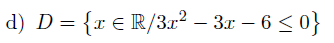 d) D = {x ∈ ℝ/3x² − 3x − 6 ≤ 0}